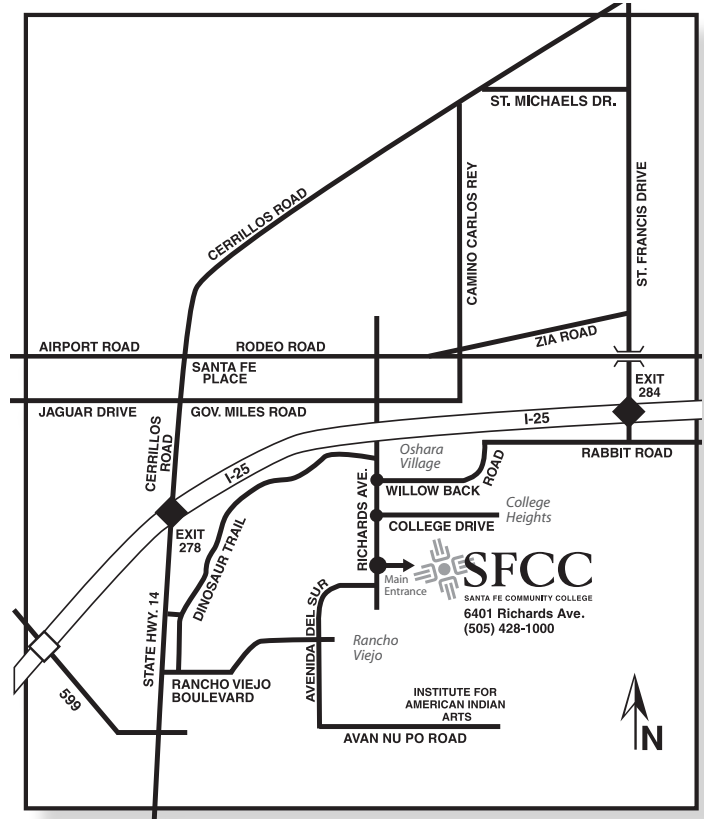 ST. MICHAELS DR.
CERRILLOS ROAD
CAMINO CARLOS REY
ST. FRANCIS DRIVE
ZIA ROAD
AIRPORT ROAD
RODEO ROAD
SANTA FE
PLACE
EXIT
284
JAGUAR DRIVE
GOV. MILES ROAD
I-25
CERRILLOS
ROAD
I-25
Oshara
Village
RABBIT ROAD
WILLOW BACK
ROAD
RICHARDS AVE.
College
Heights
COLLEGE DRIVE
EXIT
278
DINOSAUR TRAIL
Main
Entrance
SFCC
SANTA FE COMMUNITY COLLEGE
6401 Richards Ave.
(505) 428-1000
STATE HWY. 14
AVENIDA DEL SUR
Rancho
Viejo
RANCHO VIEJO
BOULEVARD
599
INSTITUTE FOR
AMERICAN INDIAN
ARTS
AVAN NU PO ROAD
N